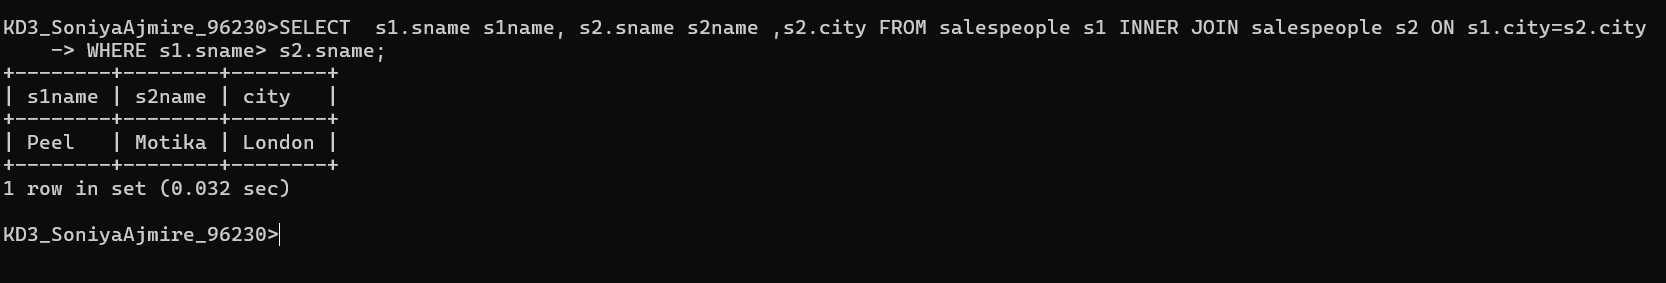 KD3_SoniyaAjmire_96230>SELECT  s1.sname s1name, s2.sname s2name ,s2.city FROM salespeople s1 INNER JOIN salespeople s2 ON s1.city=s2.city
    -> WHERE s1.sname> s2.sname;
+--------+--------+--------+
| s1name | s2name | city   |
+--------+--------+--------+
| Peel   | Motika | London |
+--------+--------+--------+
1 row in set (0.032 sec)
KD3_SoniyaAjmire_96230>